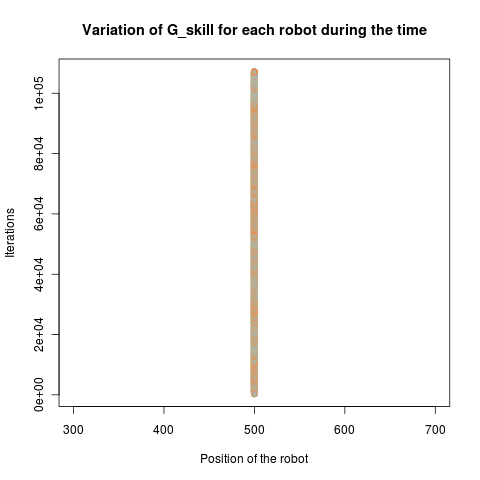 Variation of G_skill for each robot during the time
Iterations
1e+05
8e+04
6e+04
4e+04
2e+04
0e+00
300 400 500 600 700
Position of the robot